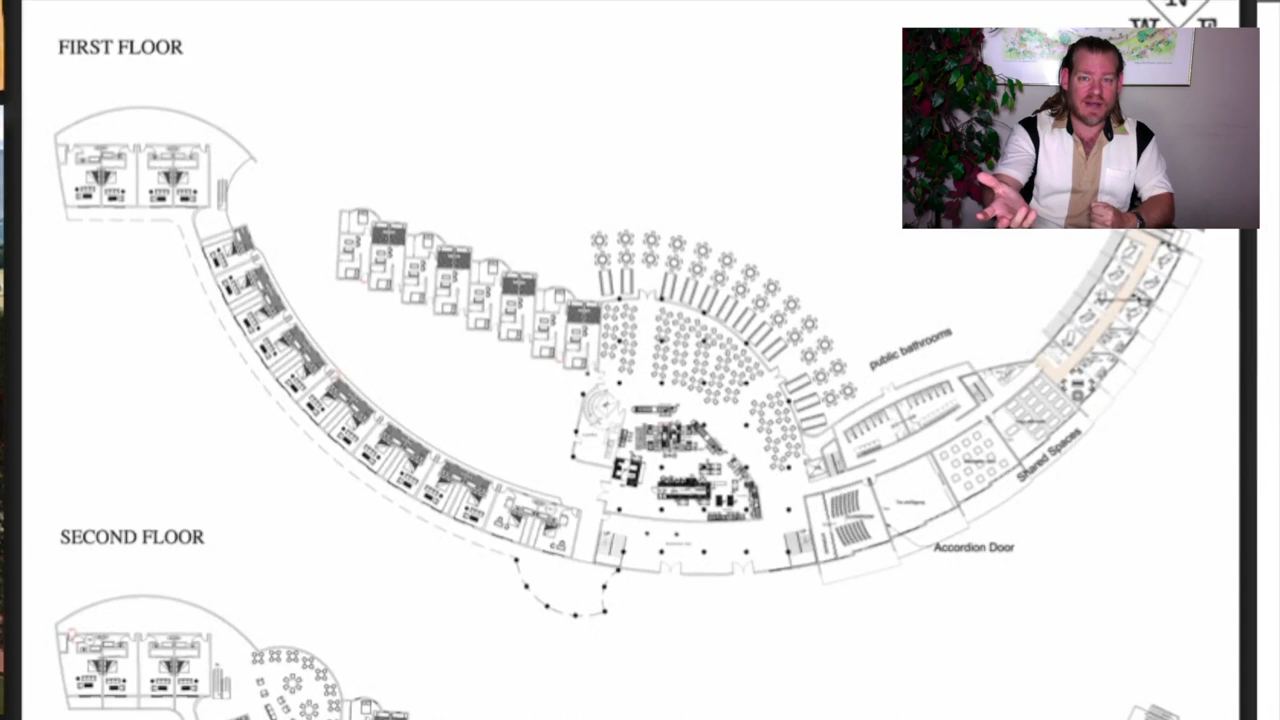 N
W E
FIRST FLOOR
public bathrooms
Shared Spaces
Accordion Door
SECOND FLOOR